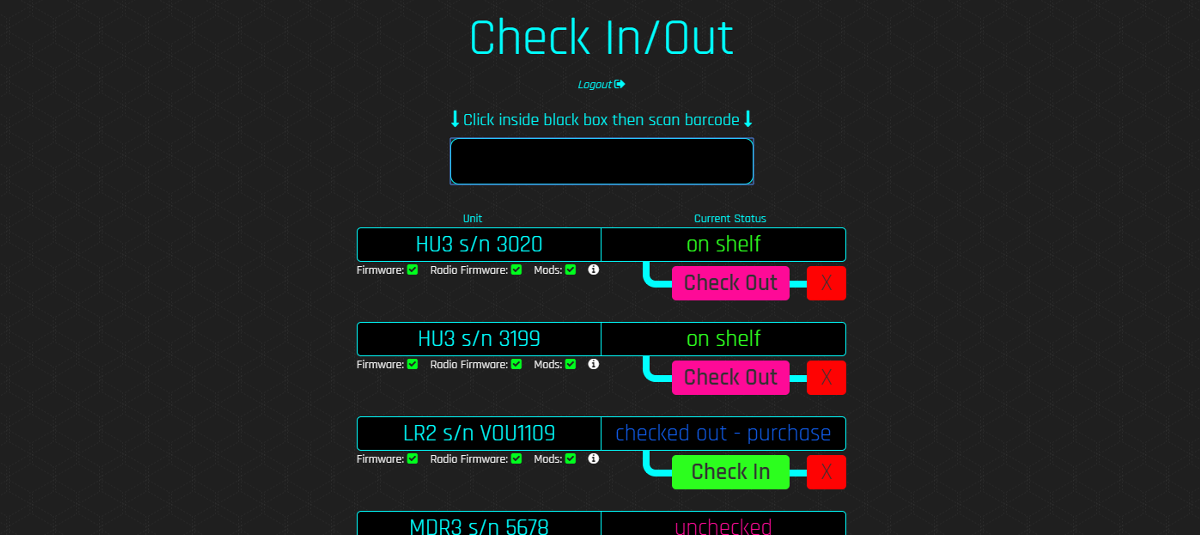 Check In/Out
Logout
Click inside black box then scan barcode
Unit Current Status
HU3 s/n 3020 on shelf
Firmware: Radio Firmware: Mods:
Check Out X
HU3 s/n 3199 on shelf
Firmware: Radio Firmware: Mods:
Check Out X
LR2 s/n VOU1109 checked out - purchase
Firmware: Radio Firmware: Mods:
Check In X
MDR3 s/n 5678 unchecked